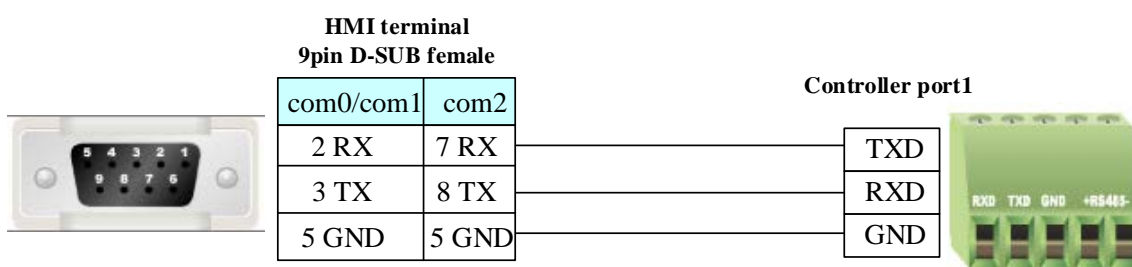 HMI terminal
9pin D-SUB female
Controller port1
com0/com1 com2
2 RX 7 RX TXD
3 TX 8 TX RXD
5 GND 5 GND GND
5 4 3 2 1
9 8 7 6
RXD TXD GND +RS485-